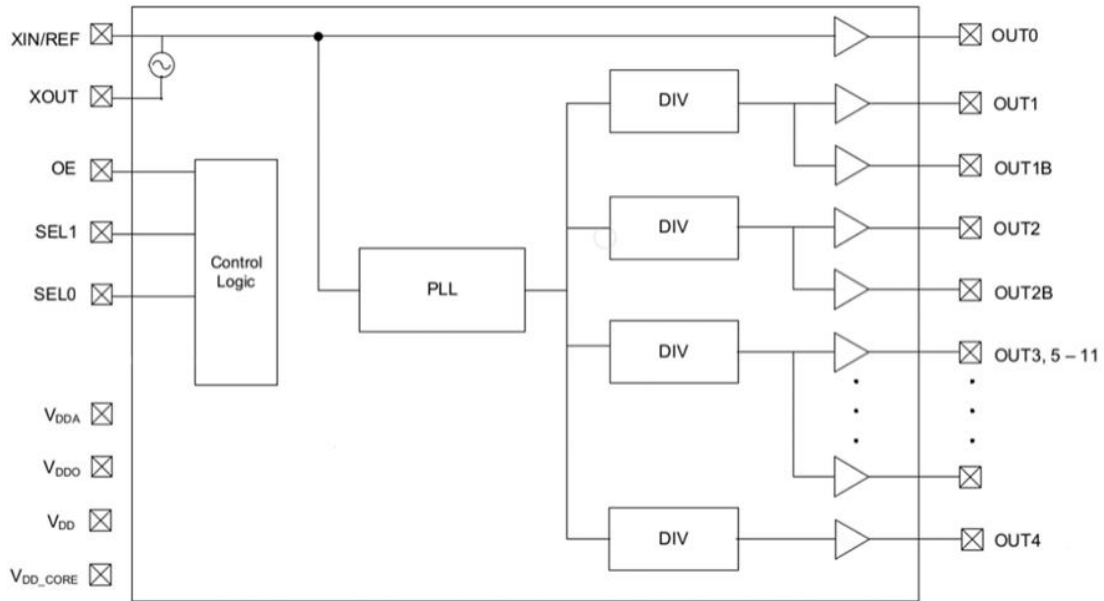 XIN/REF
OUT0
XOUT
DIV
OUT1
OE
OUT1B
SEL1
DIV
OUT2
Control
Logic
PLL
SEL0
OUT2B
DIV
OUT3, 5 – 11
VDDA
VDDO
VDD
DIV
OUT4
VDD_CORE